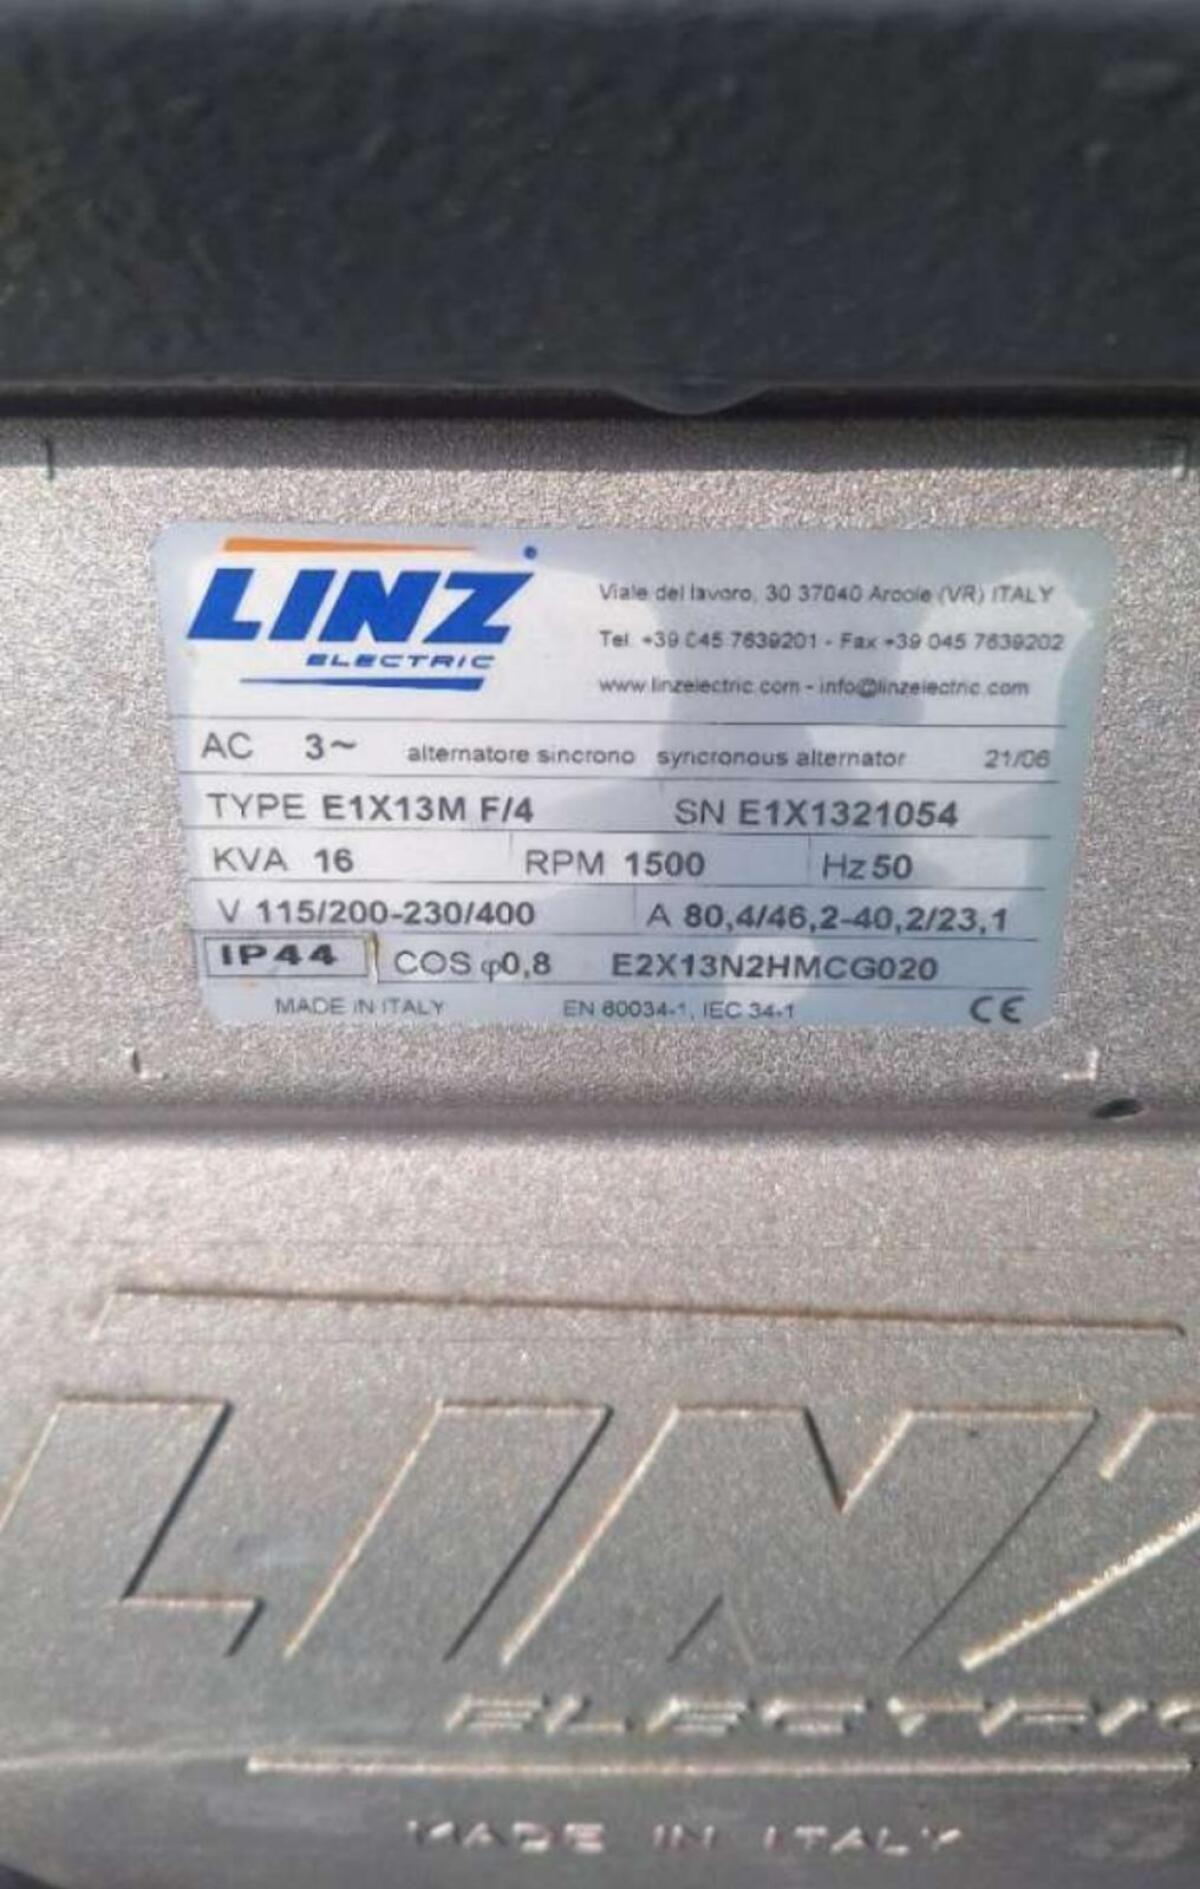 LINZ
ELECTRIC
Viale del lavoro, 30 37040 Arcole (VR) ITALY
Tel. +39 045 7639201 - Fax +39 045 7639202
www.linzelectric.com - info@linzelectric.com
AC 3~ alternatore sincrono syncronous alternator 21/06
TYPE E1X13M F/4 SN E1X1321054
KVA 16 RPM 1500 Hz 50
V 115/200-230/400 A 80,4/46,2-40,2/23,1
IP44 COS φ0,8 E2X13N2HMCG020
MADE IN ITALY EN 60034-1, IEC 34-1 CE
LINZ
ELECTRIC
MADE IN ITALY